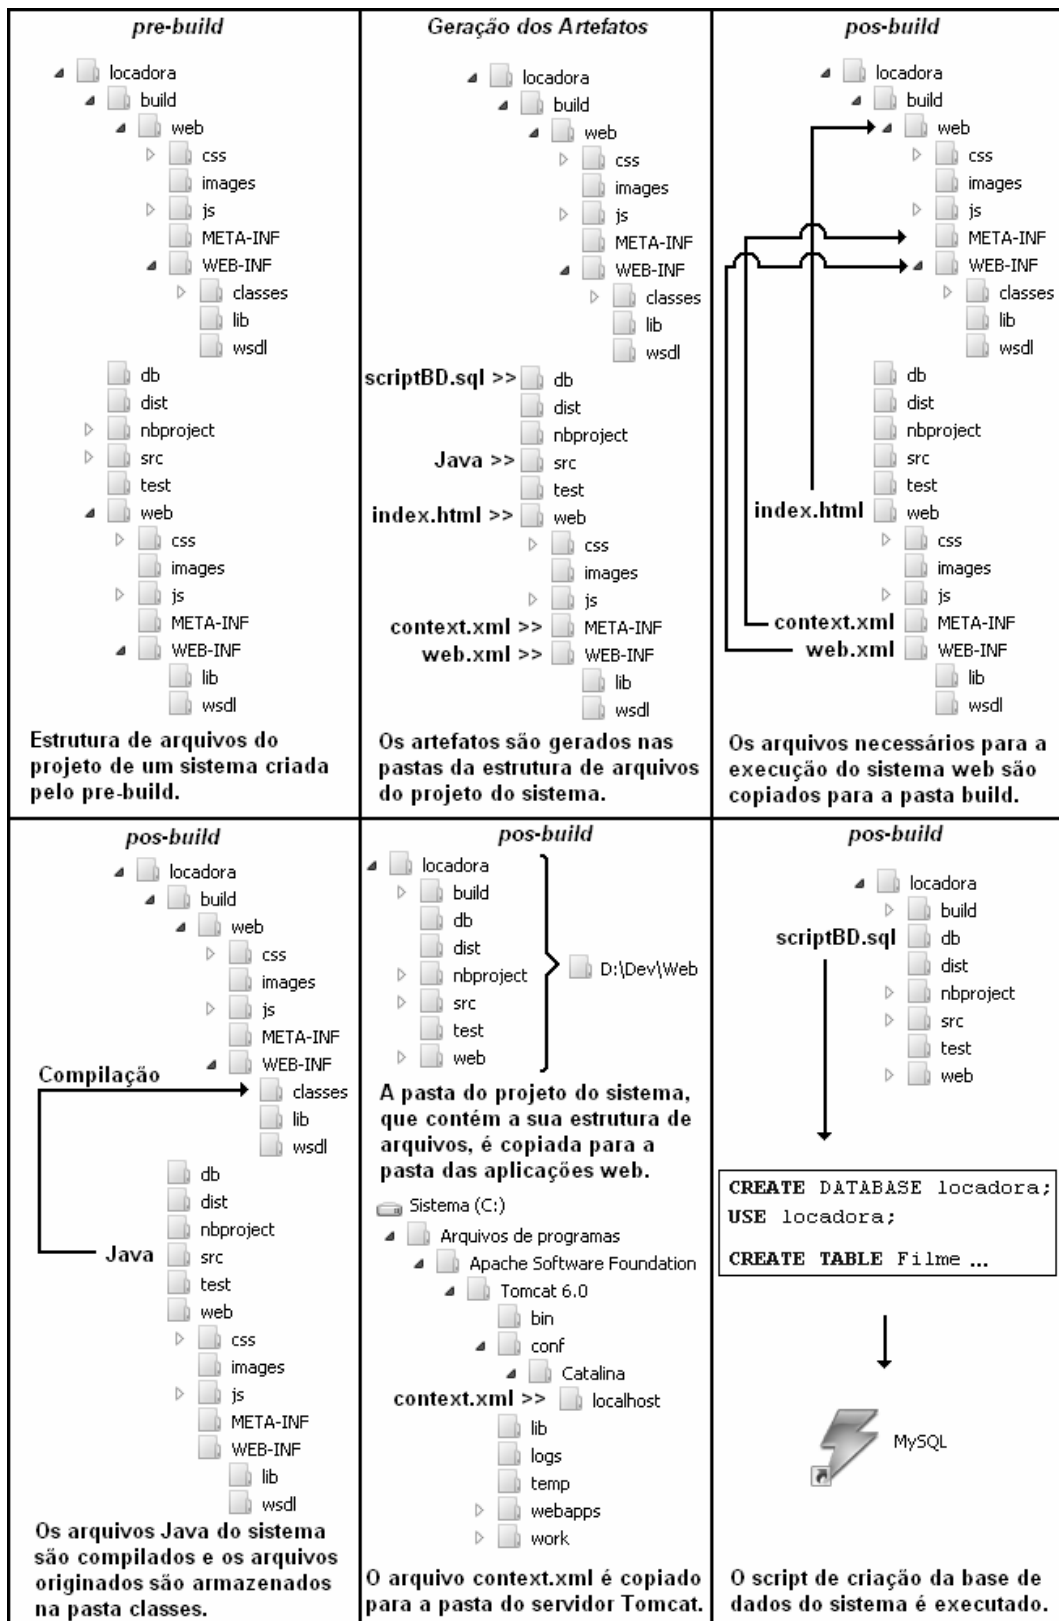 pre-build
locadora
build
web
css
images
js
META-INF
WEB-INF
classes
lib
wsdl
db
dist
nbproject
src
test
web
css
images
js
META-INF
WEB-INF
lib
wsdl
Estrutura de arquivos do
projeto de um sistema criada
pelo pre-build.
Geração dos Artefatos
locadora
build
web
css
images
js
META-INF
WEB-INF
classes
lib
wsdl
scriptBD.sql >> db
dist
nbproject
Java >> src
test
index.html >> web
css
images
js
context.xml >> META-INF
web.xml >> WEB-INF
lib
wsdl
Os artefatos são gerados nas
pastas da estrutura de arquivos
do projeto do sistema.
pos-build
locadora
build
web
css
images
js
META-INF
WEB-INF
classes
lib
wsdl
db
dist
nbproject
src
test
index.html web
css
images
js
context.xml META-INF
web.xml WEB-INF
lib
wsdl
Os arquivos necessários para a
execução do sistema web são
copiados para a pasta build.
pos-build
locadora
build
web
css
images
js
META-INF
WEB-INF
Compilação
classes
lib
wsdl
db
dist
nbproject
Java src
test
web
css
images
js
META-INF
WEB-INF
lib
wsdl
Os arquivos Java do sistema
são compilados e os arquivos
originados são armazenados
na pasta classes.
pos-build
locadora
build
db
dist
nbproject D:\Dev\Web
src
test
web
A pasta do projeto do sistema,
que contém a sua estrutura de
arquivos, é copiada para a
pasta das aplicações web.
Sistema (C:)
Arquivos de programas
Apache Software Foundation
Tomcat 6.0
bin
conf
Catalina
context.xml >> localhost
lib
logs
temp
webapps
work
O arquivo context.xml é copiado
para a pasta do servidor Tomcat.
pos-build
locadora
build
scriptBD.sql db
dist
nbproject
src
test
web
CREATE DATABASE locadora;
USE locadora;
CREATE TABLE Filme ...
MySQL
O script de criação da base de
dados do sistema é executado.